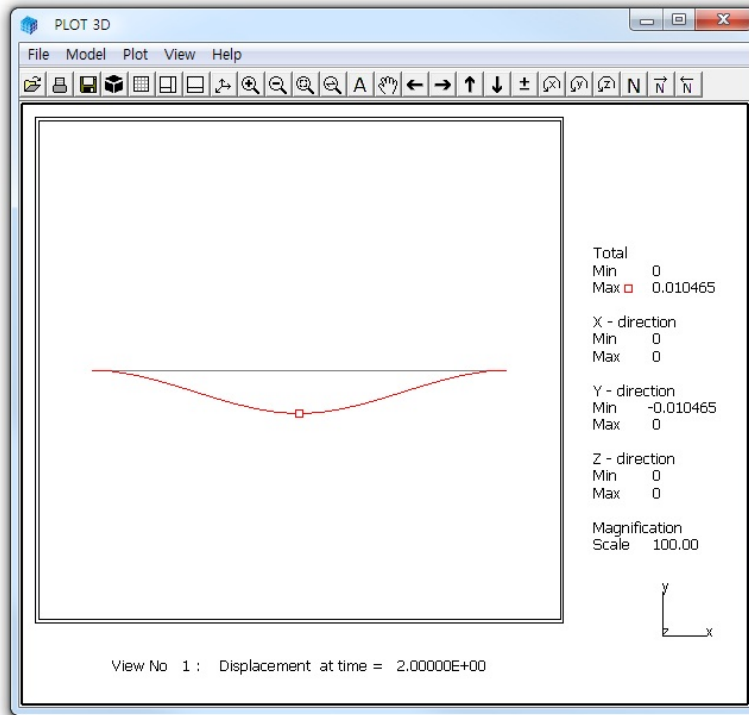 PLOT 3D
File Model Plot View Help
A N N N
Total
Min 0
Max 0.010465
X - direction
Min 0
Max 0
Y - direction
Min -0.010465
Max 0
Z - direction
Min 0
Max 0
Magnification
Scale 100.00
y
z x
View No 1 : Displacement at time = 2.00000E+00